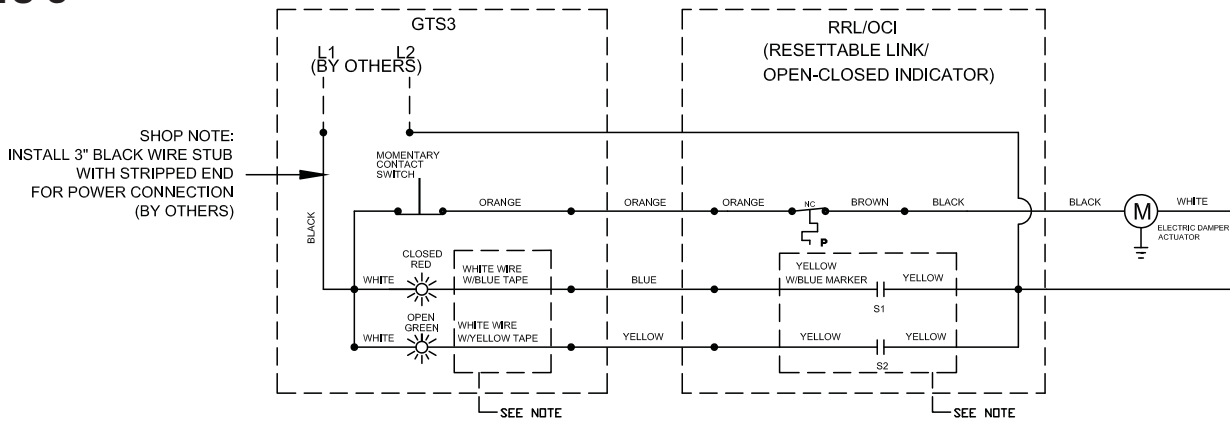 GTS3
L1
L2
(BY OTHERS)
RRL/OCI
(RESETTABLE LINK/
OPEN-CLOSED INDICATOR)
SHOP NOTE:
INSTALL 3" BLACK WIRE STUB
WITH STRIPPED END
FOR POWER CONNECTION
(BY OTHERS)
MOMENTARY
CONTACT
SWITCH
ORANGE
ORANGE
ORANGE
NC
BROWN
BLACK
BLACK
M
WHITE
ELECTRIC DAMPER
ACTUATOR
P
BLACK
CLOSED
RED
WHITE
WHITE WIRE
W/BLUE TAPE
BLUE
YELLOW
W/BLUE MARKER
YELLOW
S1
OPEN
GREEN
WHITE
WHITE WIRE
W/YELLOW TAPE
YELLOW
YELLOW
YELLOW
S2
SEE NOTE
SEE NOTE